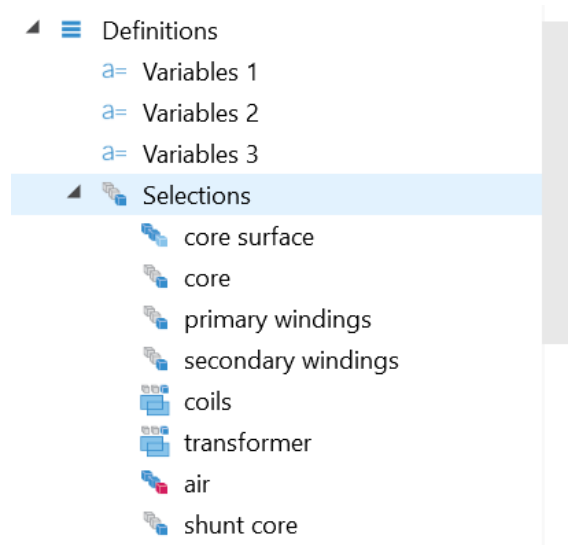 Definitions
a= Variables 1
a= Variables 2
a= Variables 3
Selections
core surface
core
primary windings
secondary windings
coils
transformer
air
shunt core